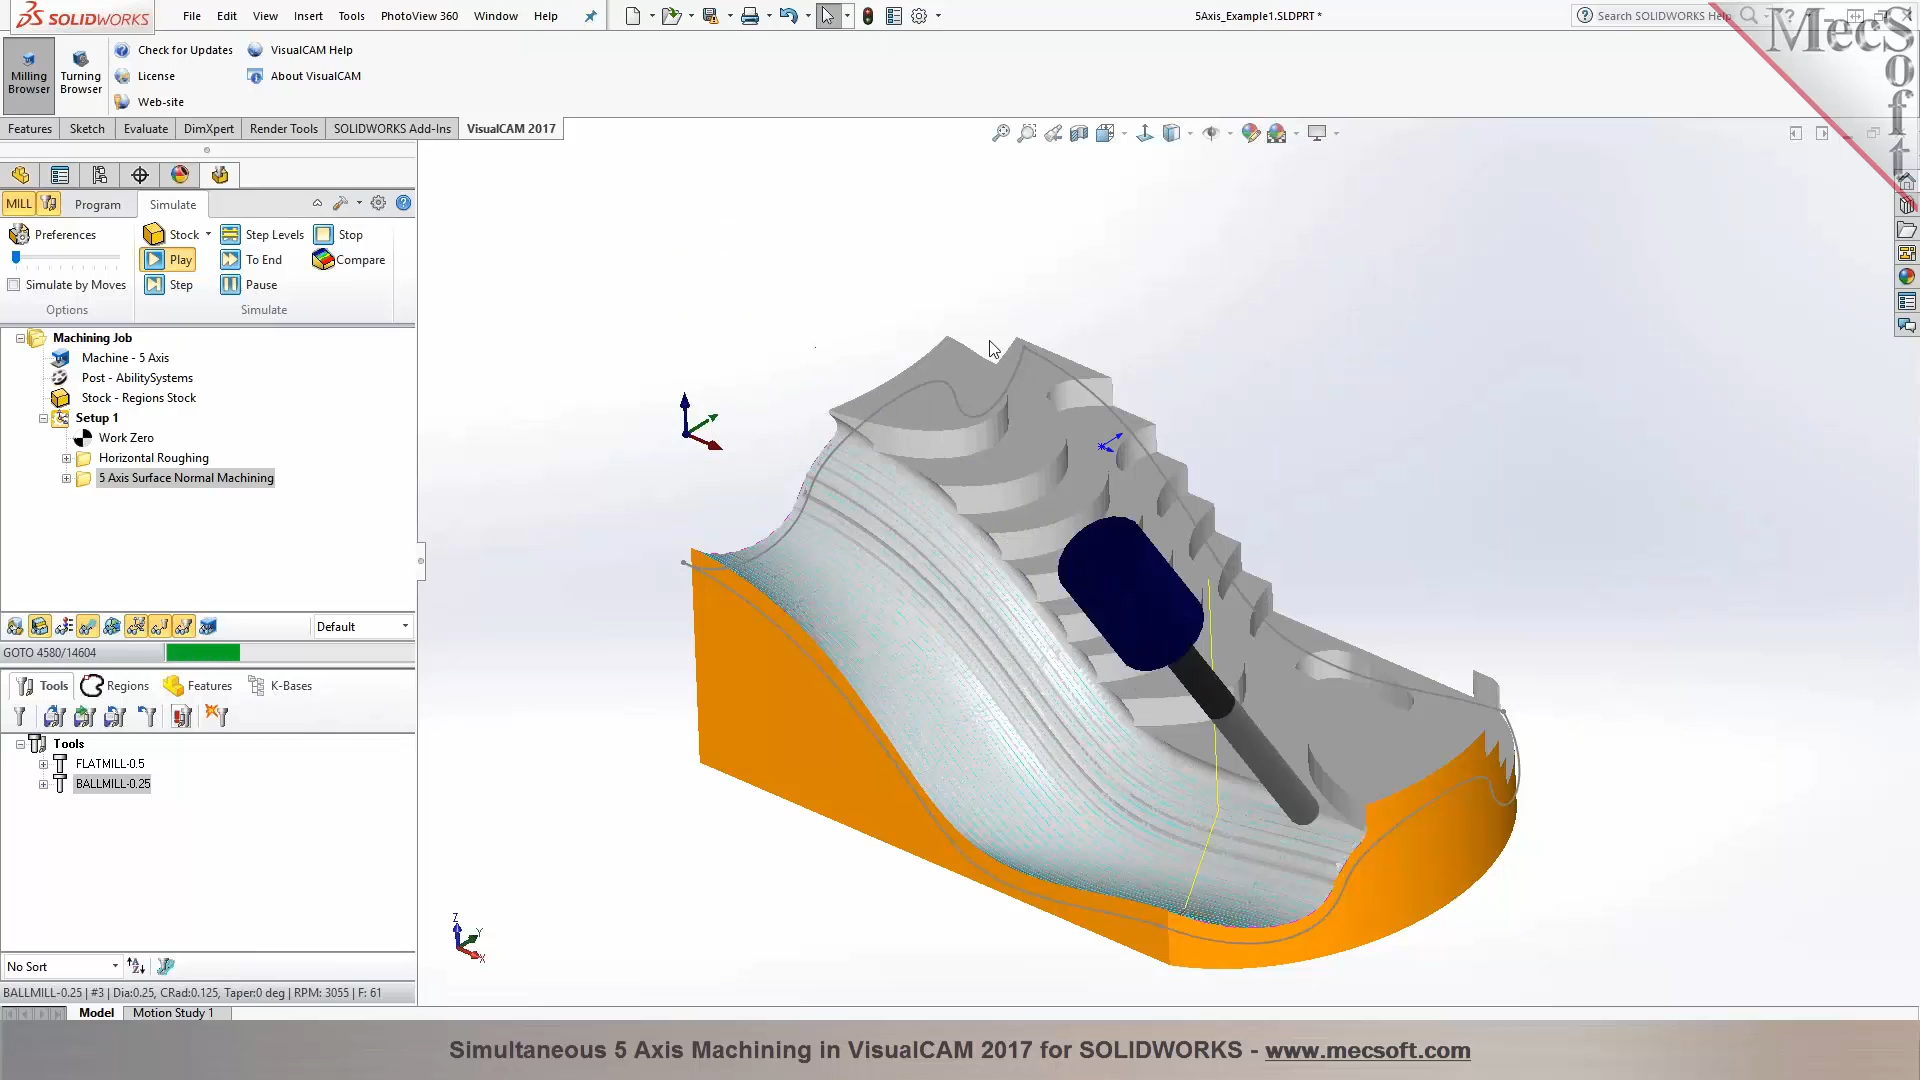 SOLIDWORKS File Edit View Insert Tools PhotoView 360 Window Help 5Axis_Example1.SLDPRT * Search SOLIDWORKS Help
MecSoft
Milling Browser
Turning Browser
Check for Updates
VisualCAM Help
License
About VisualCAM
Web-site
Features Sketch Evaluate DimXpert Render Tools SOLIDWORKS Add-Ins VisualCAM 2017
MILL Program Simulate
Preferences Stock Step Levels Stop
Play To End Compare
Simulate by Moves Step Pause
Options Simulate
Machining Job
Machine - 5 Axis
Post - AbilitySystems
Stock - Regions Stock
Setup 1
Work Zero
Horizontal Roughing
5 Axis Surface Normal Machining
Default
GOTO 4580/14604
Tools Regions Features K-Bases
Tools
FLATMILL-0.5
BALLMILL-0.25
Z
Y
X
No Sort
BALLMILL-0.25 | #3 | Dia:0.25, CRad:0.125, Taper:0 deg | RPM: 3055 | F: 61
Model Motion Study 1
Simultaneous 5 Axis Machining in VisualCAM 2017 for SOLIDWORKS - www.mecsoft.com